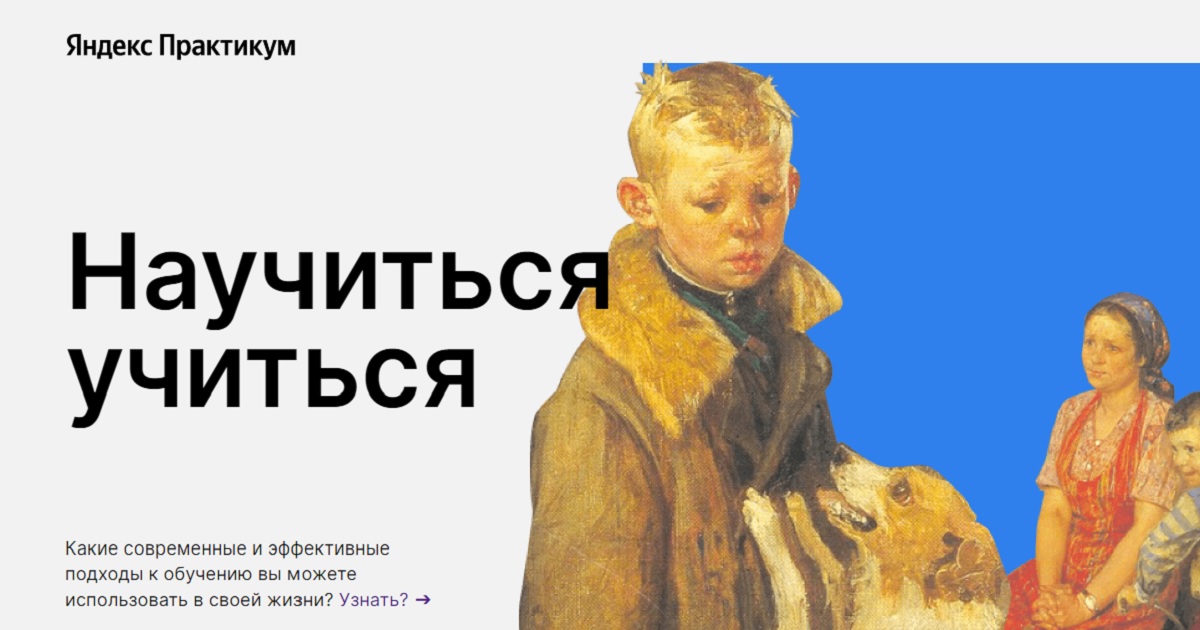 Яндекс Практикум
Научиться
учиться
Какие современные и эффективные
подходы к обучению вы можете
использовать в своей жизни? Узнать? ➔